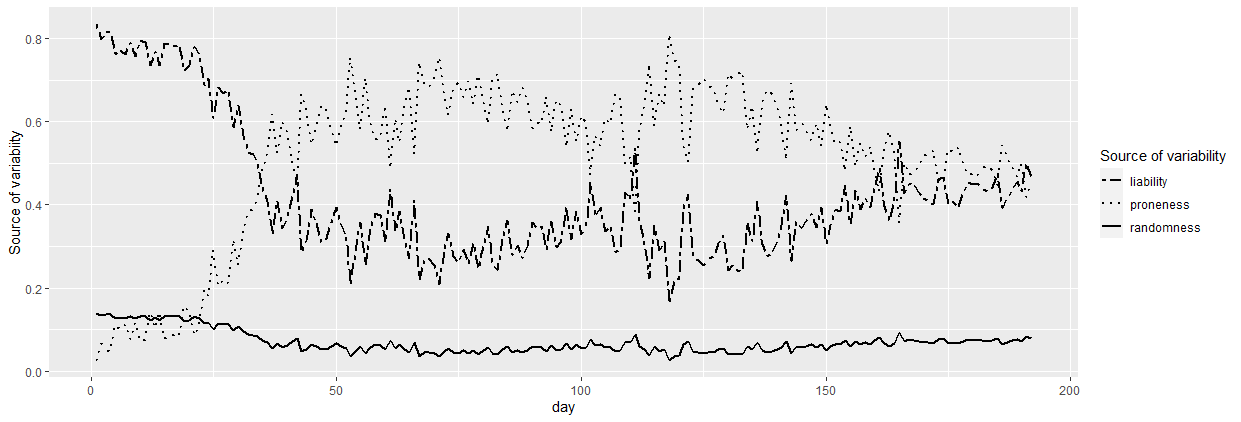 Source of variability
0.8
0.6
0.4
0.2
0.0
0
50
100
150
200
day
Source of variability
liability
proneness
randomness